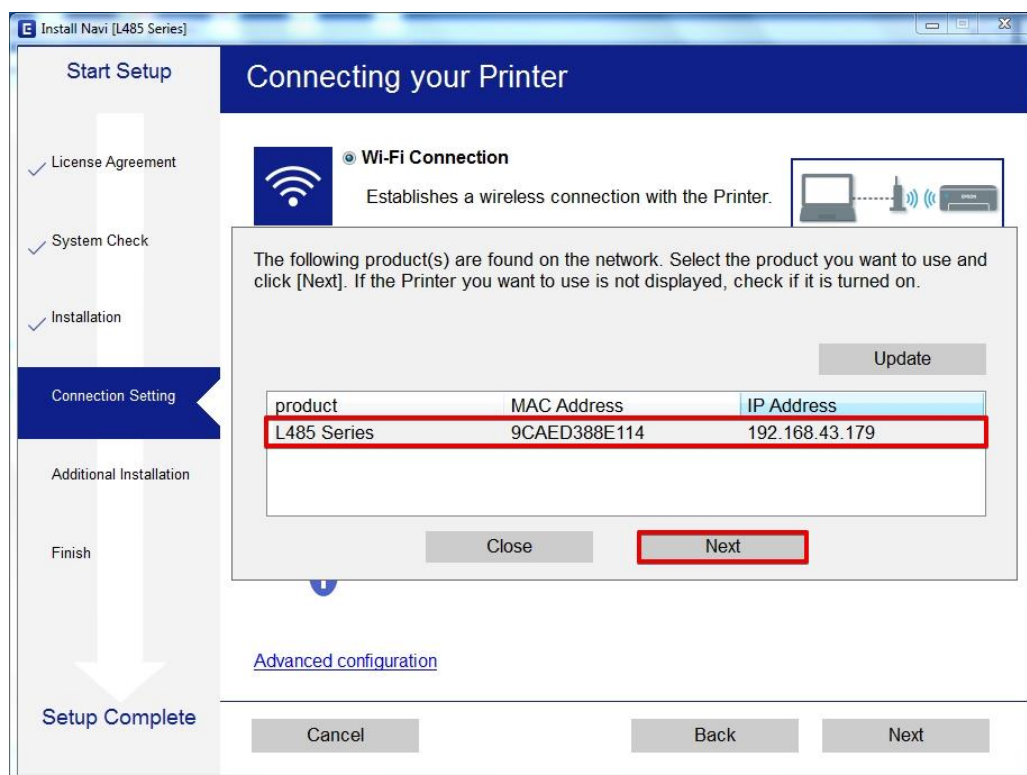 Install Navi [L485 Series]
Start Setup
License Agreement
System Check
Installation
Connection Setting
Additional Installation
Finish
Setup Complete
Connecting your Printer
Wi-Fi Connection
Establishes a wireless connection with the Printer.
EPSON
The following product(s) are found on the network. Select the product you want to use and
click [Next]. If the Printer you want to use is not displayed, check if it is turned on.
Update
product MAC Address IP Address
L485 Series 9CAED388E114 192.168.43.179
Close Next
Advanced configuration
Cancel Back Next